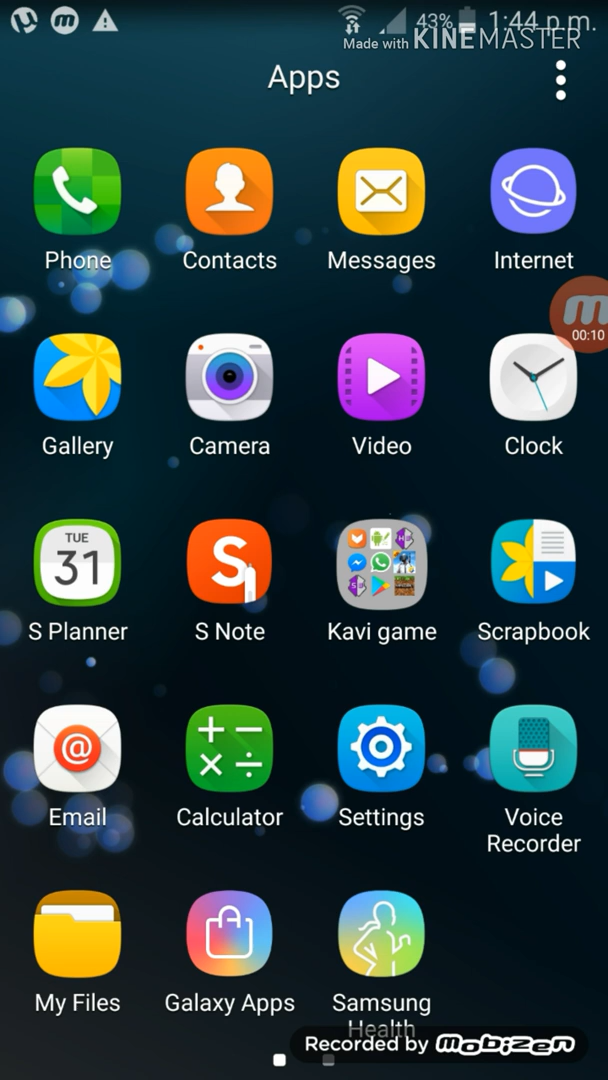 43% 1:44 p.m.
Made with KINEMASTER
Apps
Phone Contacts Messages Internet
00:10
Gallery Camera Video Clock
TUE
31
S Planner S Note Kavi game Scrapbook
Email Calculator Settings Voice Recorder
My Files Galaxy Apps Samsung Health
Recorded by mobizen